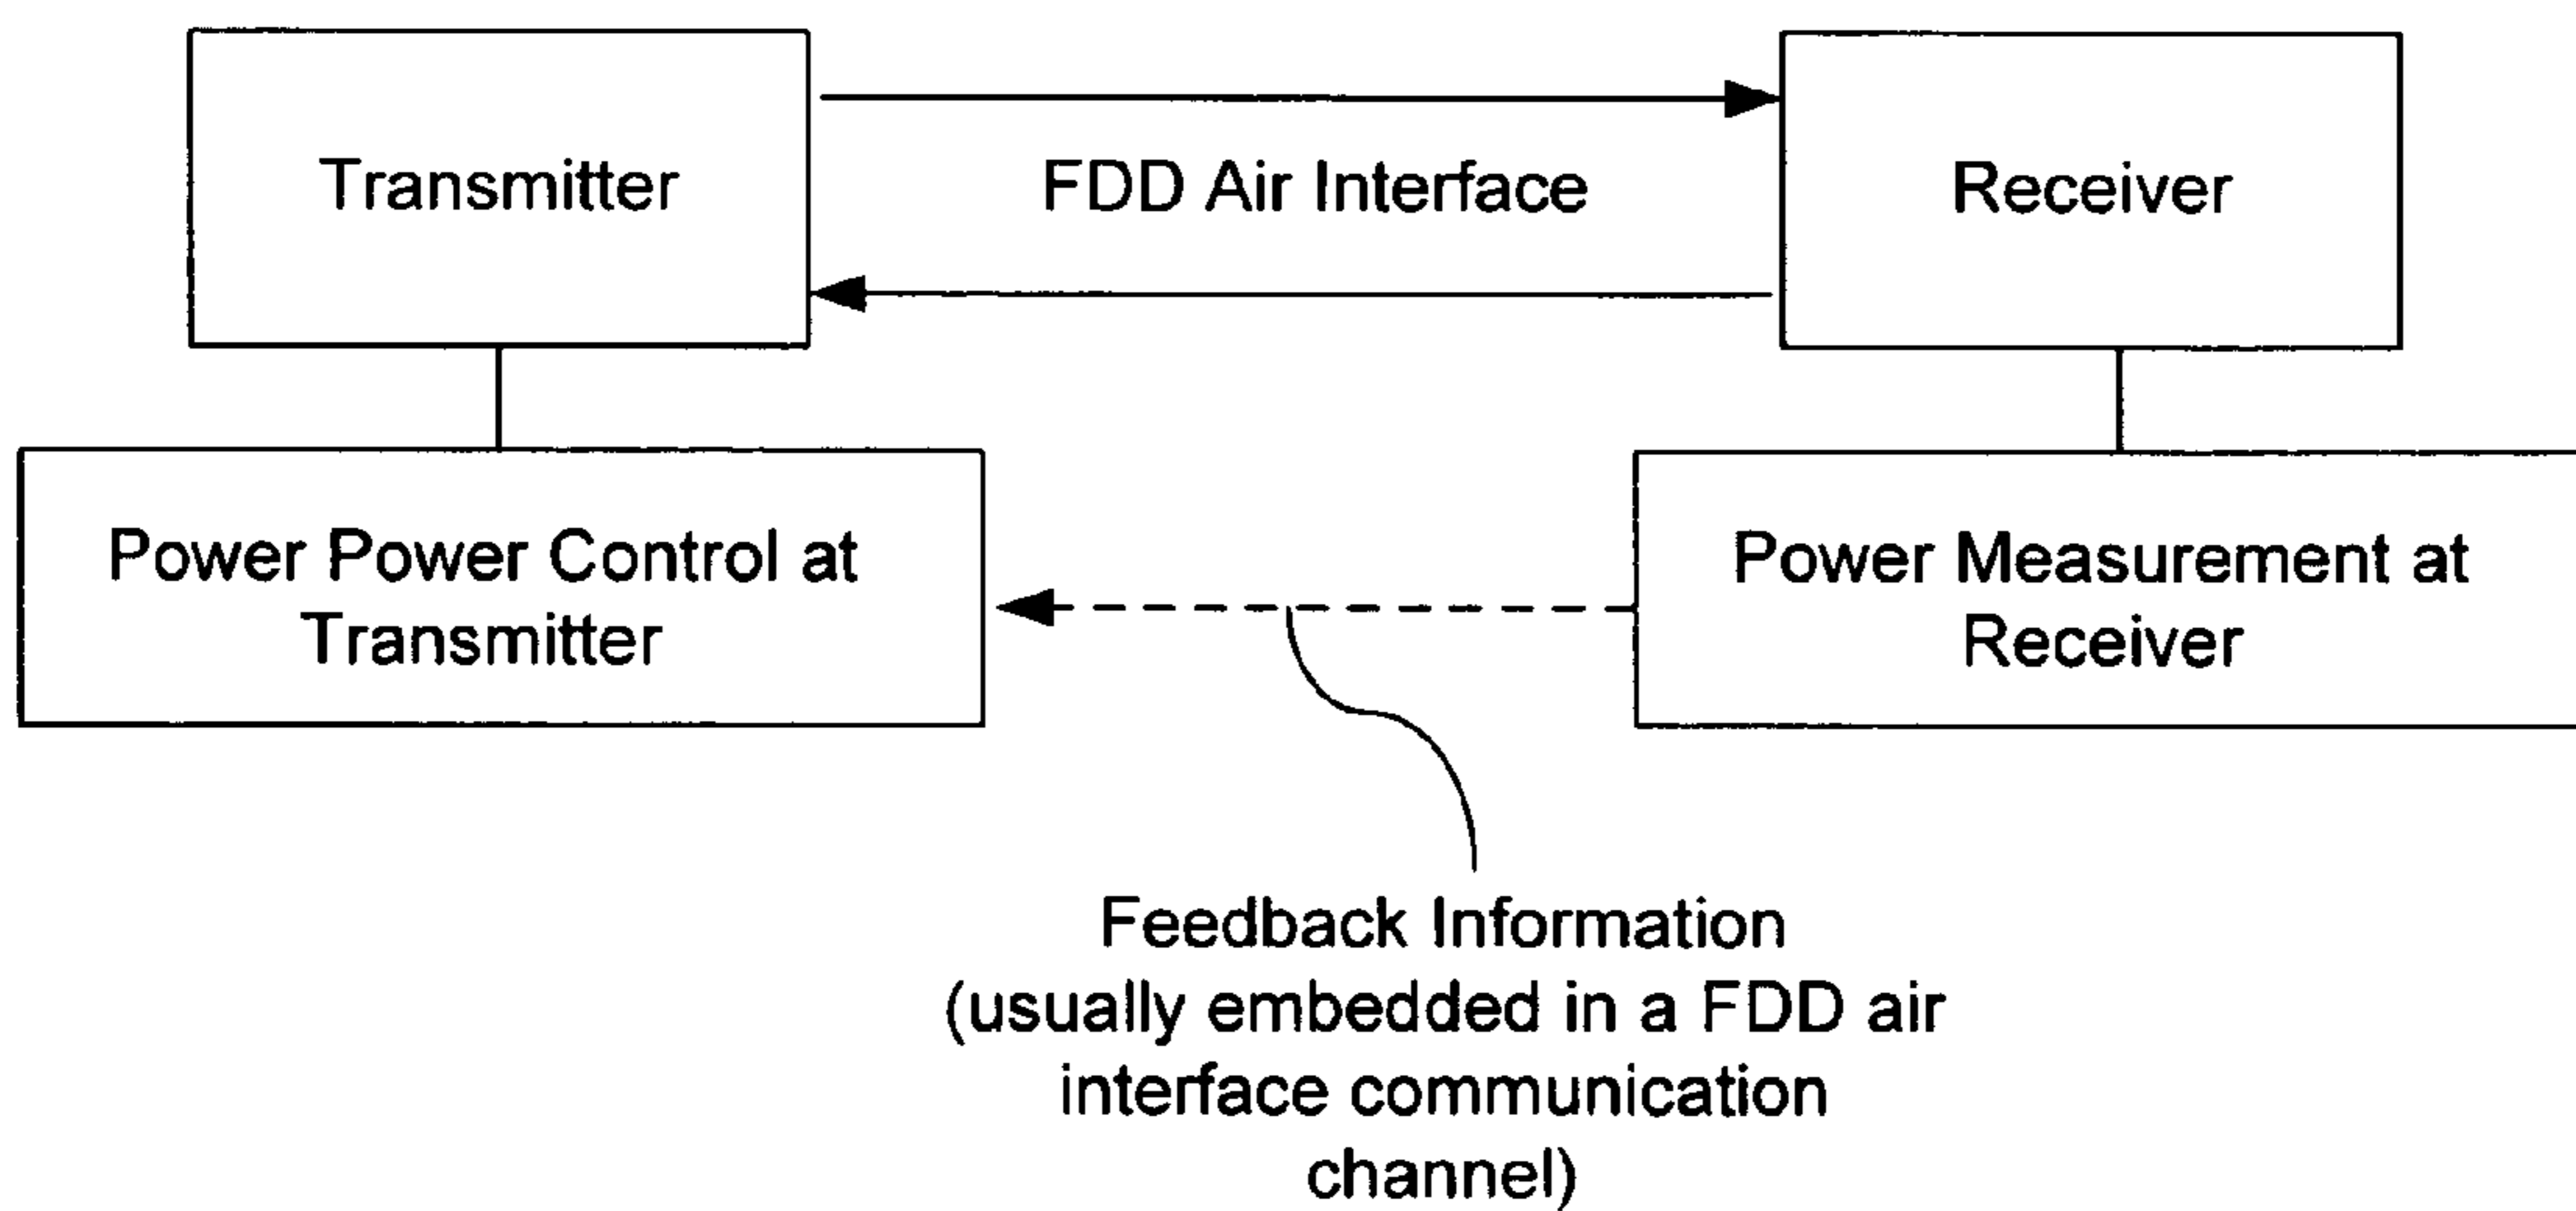 Transmitter
FDD Air Interface
Receiver
Power Power Control at
Transmitter
Power Measurement at
Receiver
Feedback Information
(usually embedded in a FDD air
interface communication
channel)